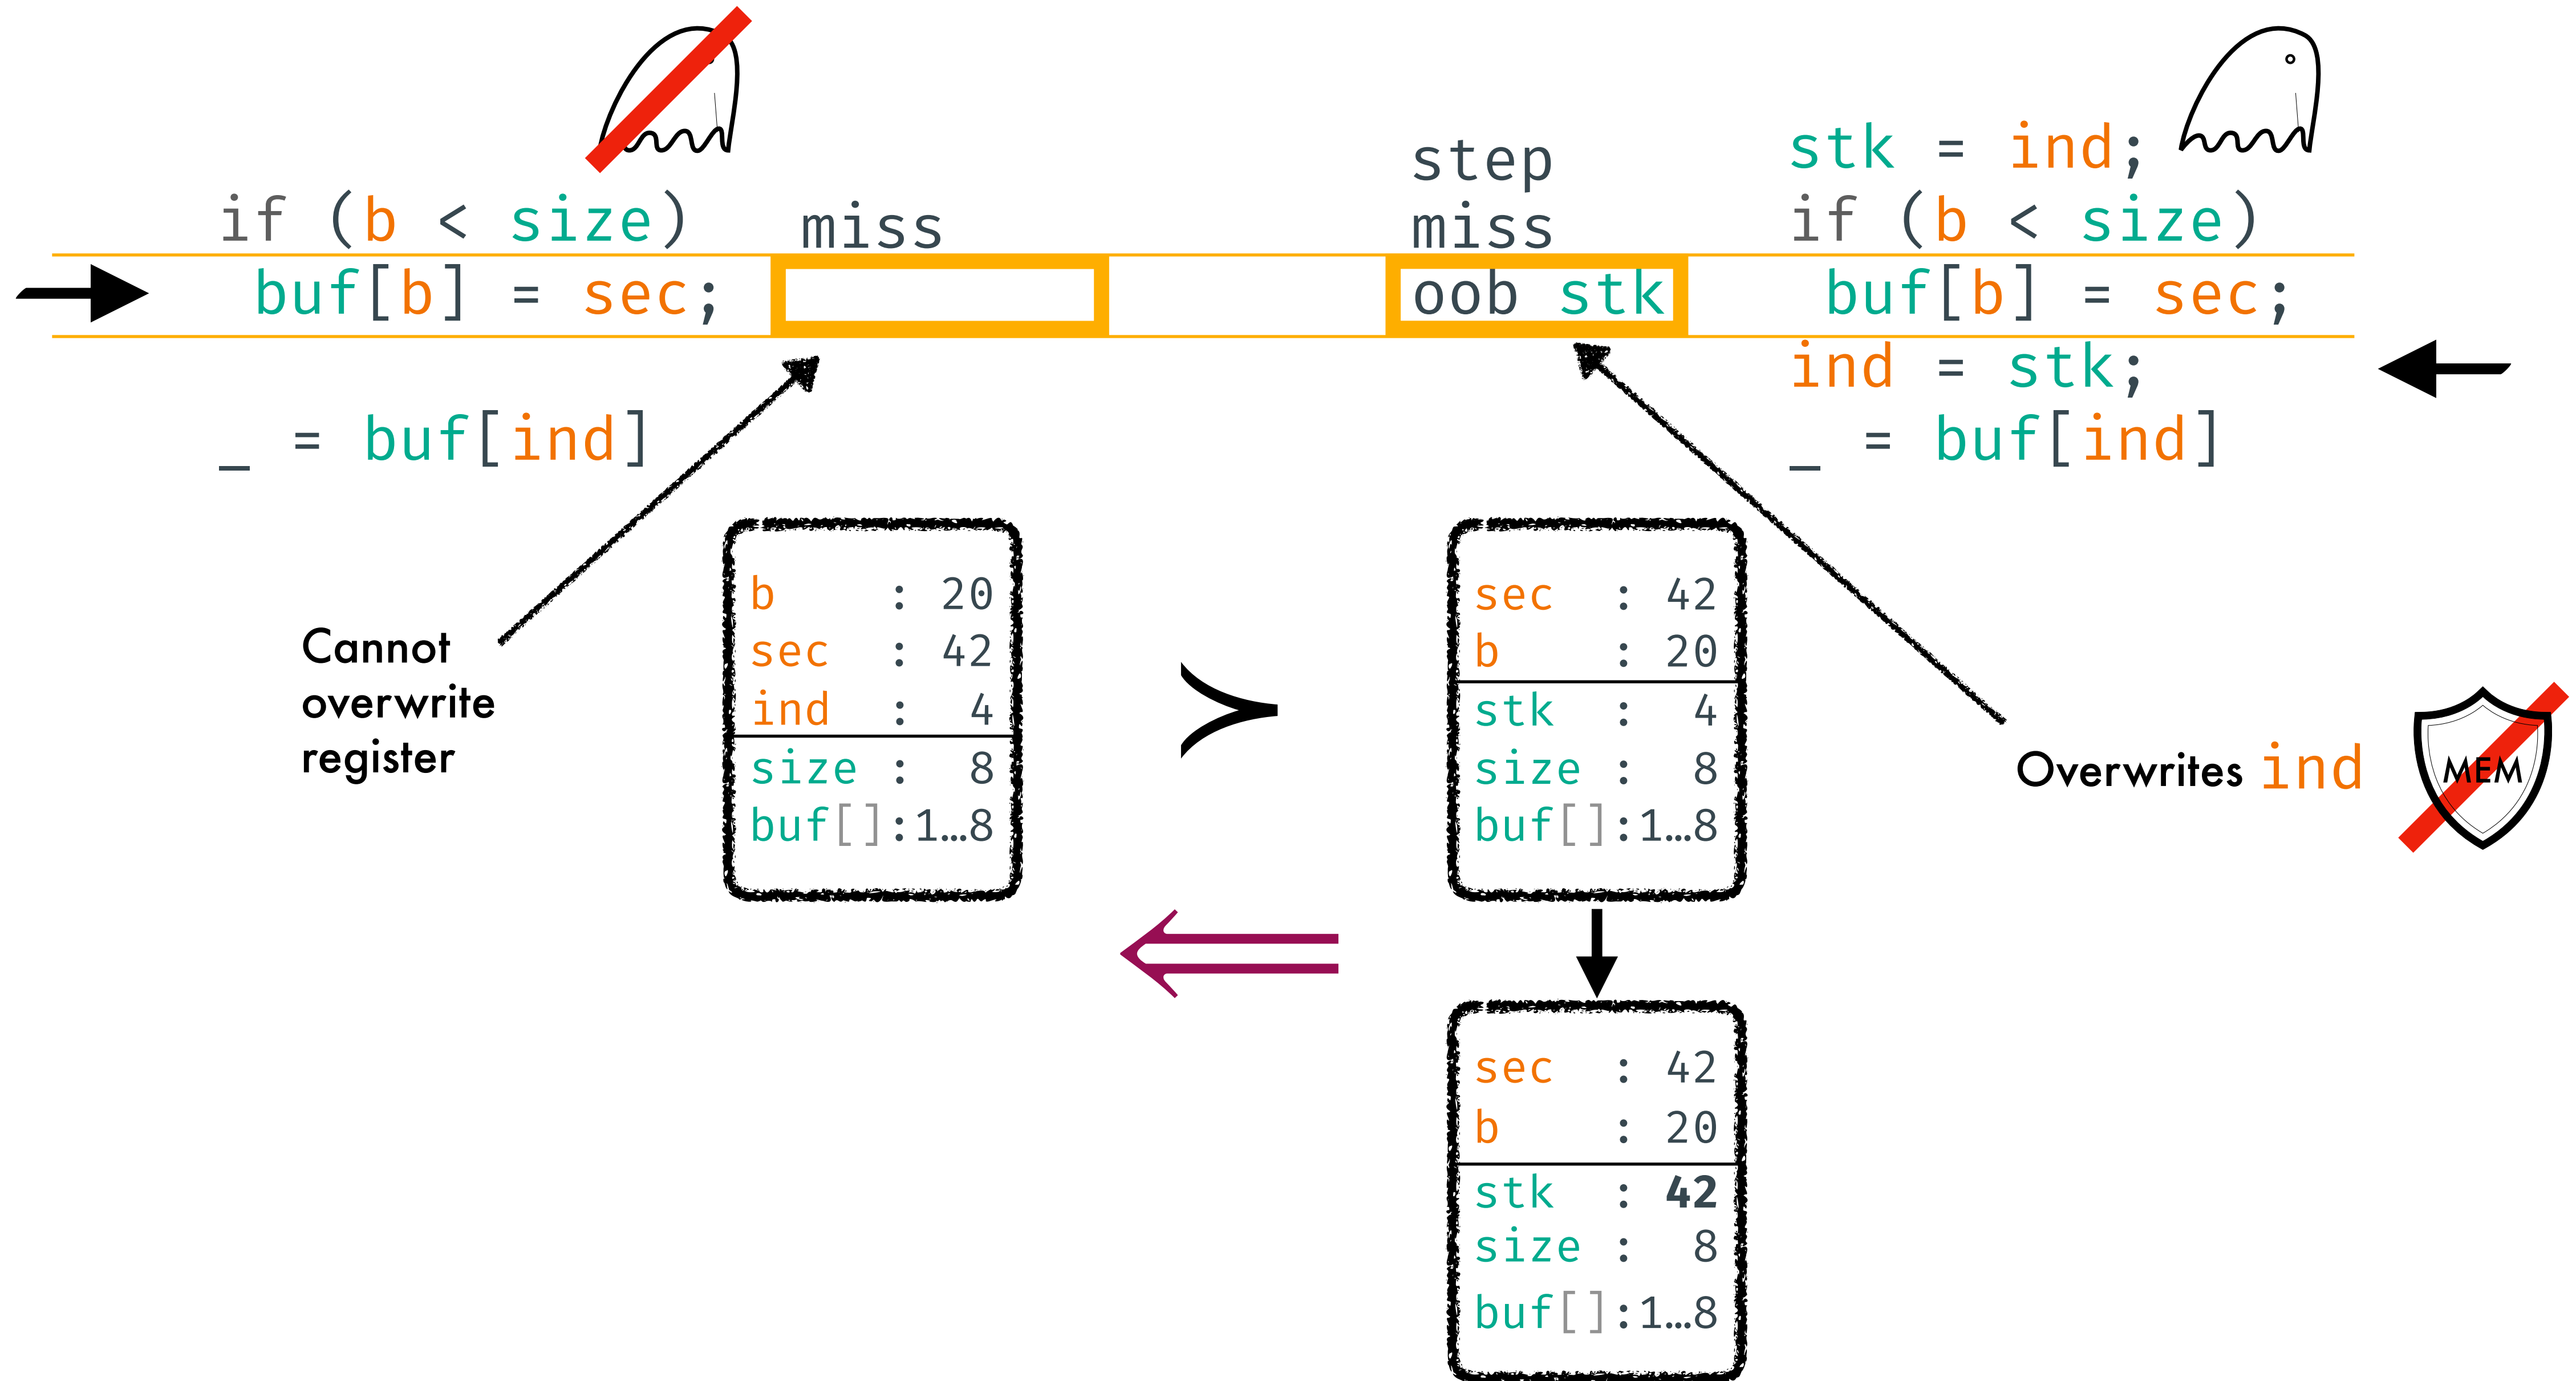 if (b < size)
buf[b] = sec;
_ = buf[ind]
miss
step
miss
oob stk
stk = ind;
if (b < size)
buf[b] = sec;
ind = stk;
_ = buf[ind]
Cannot
overwrite
register
b : 20
sec : 42
ind : 4
size : 8
buf[]:1…8
≻
sec : 42
b : 20
stk : 4
size : 8
buf[]:1…8
Overwrites ind
MEM
sec : 42
b : 20
stk : 42
size : 8
buf[]:1…8